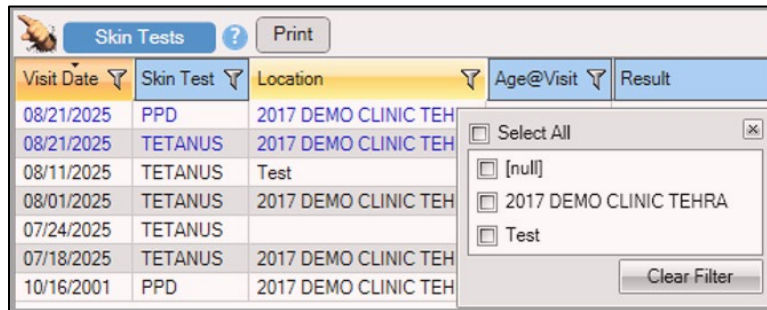 Skin Tests ? Print
Visit Date Skin Test Location Age@Visit Result
08/21/2025 PPD 2017 DEMO CLINIC TEH
08/21/2025 TETANUS 2017 DEMO CLINIC TEH
08/11/2025 TETANUS Test
08/01/2025 TETANUS 2017 DEMO CLINIC TEH
07/24/2025 TETANUS
07/18/2025 TETANUS 2017 DEMO CLINIC TEH
10/16/2001 PPD 2017 DEMO CLINIC TEH
Select All
[null]
2017 DEMO CLINIC TEHRA
Test
Clear Filter